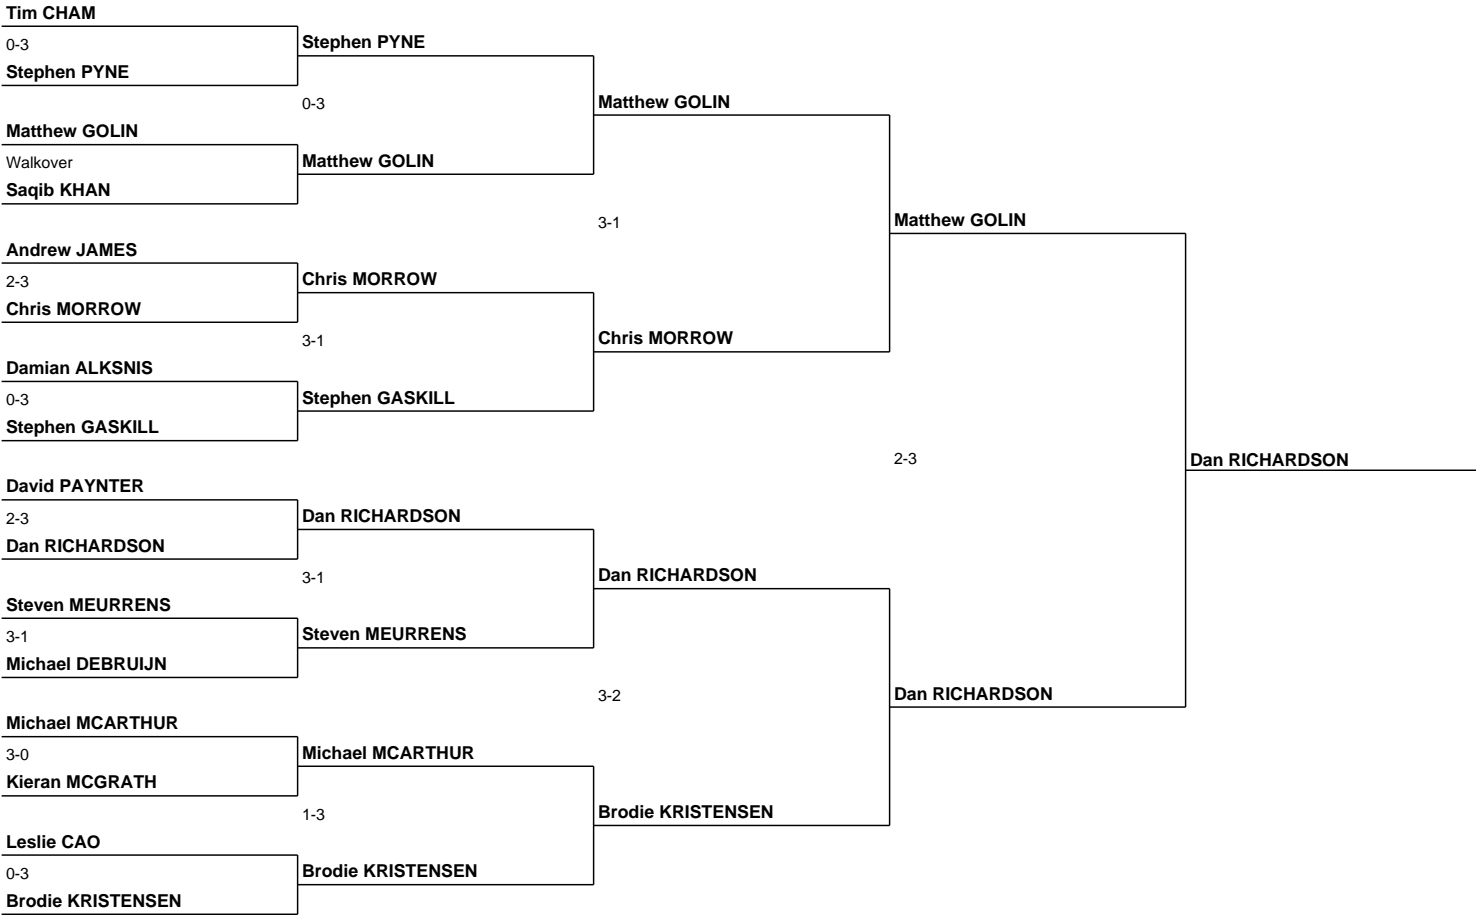 Tim CHAM
0-3
Stephen PYNE
Matthew GOLIN
Walkover
Saqib KHAN
Andrew JAMES
2-3
Chris MORROW
Damian ALKSNIS
0-3
Stephen GASKILL
David PAYNTER
2-3
Dan RICHARDSON
Steven MEURRENS
3-1
Michael DEBRUIJN
Michael MCARTHUR
3-0
Kieran MCGRATH
Leslie CAO
0-3
Brodie KRISTENSEN
Stephen PYNE
0-3
Matthew GOLIN
Chris MORROW
3-1
Stephen GASKILL
Dan RICHARDSON
3-1
Steven MEURRENS
Michael MCARTHUR
1-3
Brodie KRISTENSEN
Matthew GOLIN
3-1
Chris MORROW
Dan RICHARDSON
3-2
Brodie KRISTENSEN
Matthew GOLIN
2-3
Dan RICHARDSON
Dan RICHARDSON